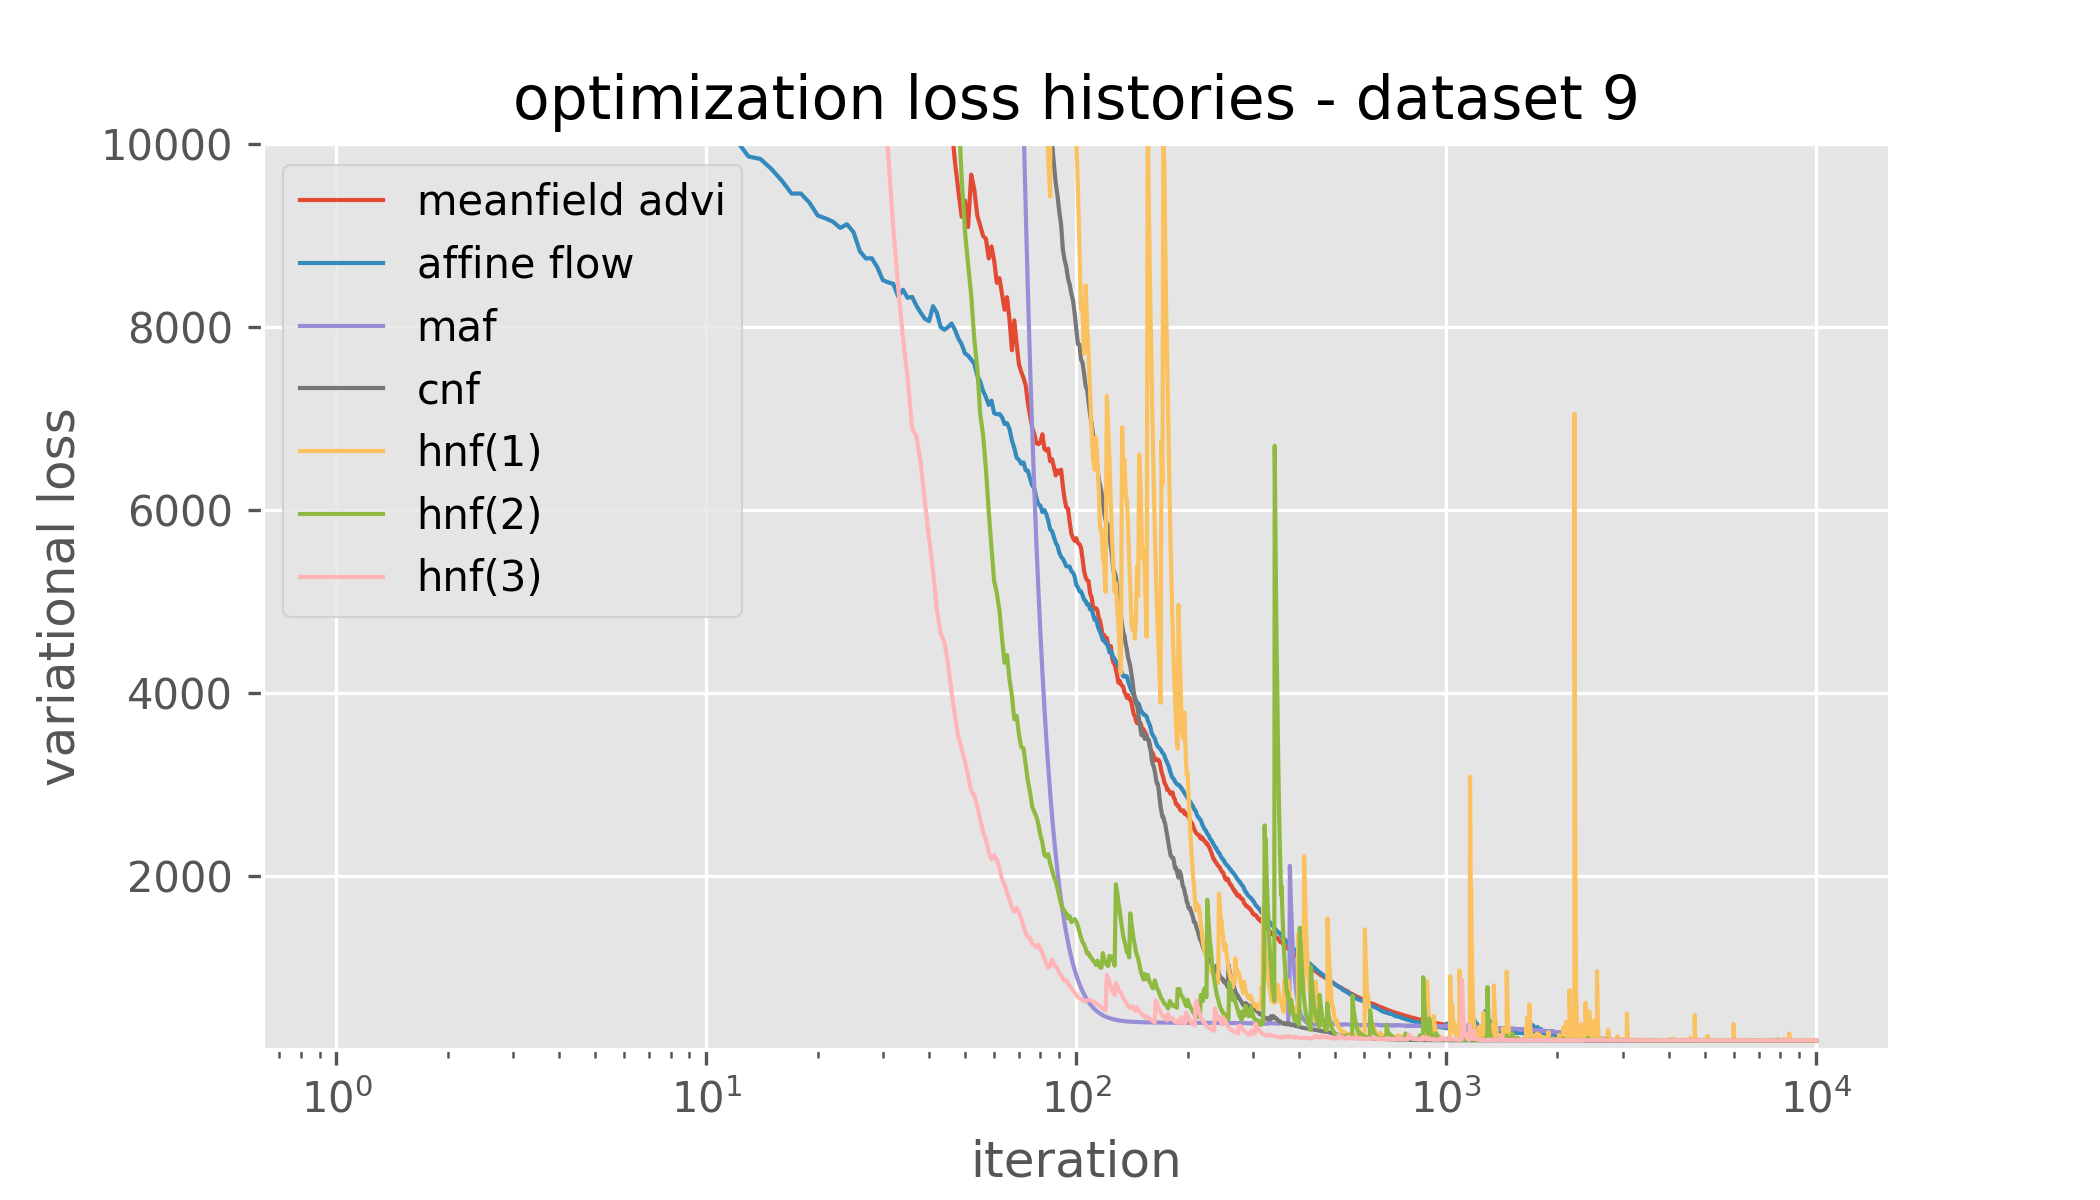 optimization loss histories - dataset 9
10000
8000
6000
4000
2000
variational loss
meanfield advi
affine flow
maf
cnf
hnf(1)
hnf(2)
hnf(3)
10⁰ 10¹ 10² 10³ 10⁴
iteration